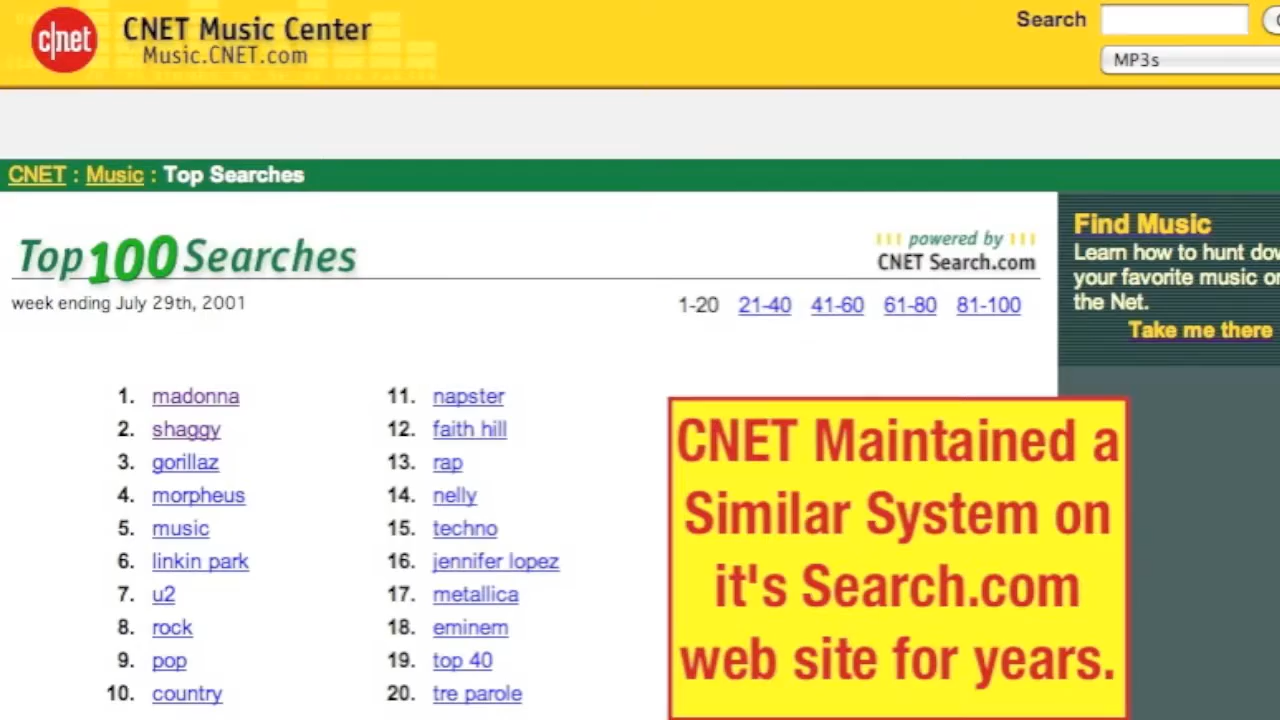 c|net
CNET Music Center
Music.CNET.com
Search
MP3s
CNET : Music : Top Searches
Top 100 Searches
powered by
CNET Search.com
week ending July 29th, 2001
1-20 21-40 41-60 61-80 81-100
Find Music
Learn how to hunt dow
your favorite music on
the Net.
Take me there
1. madonna
2. shaggy
3. gorillaz
4. morpheus
5. music
6. linkin park
7. u2
8. rock
9. pop
10. country
11. napster
12. faith hill
13. rap
14. nelly
15. techno
16. jennifer lopez
17. metallica
18. eminem
19. top 40
20. tre parole
CNET Maintained a
Similar System on
it's Search.com
web site for years.